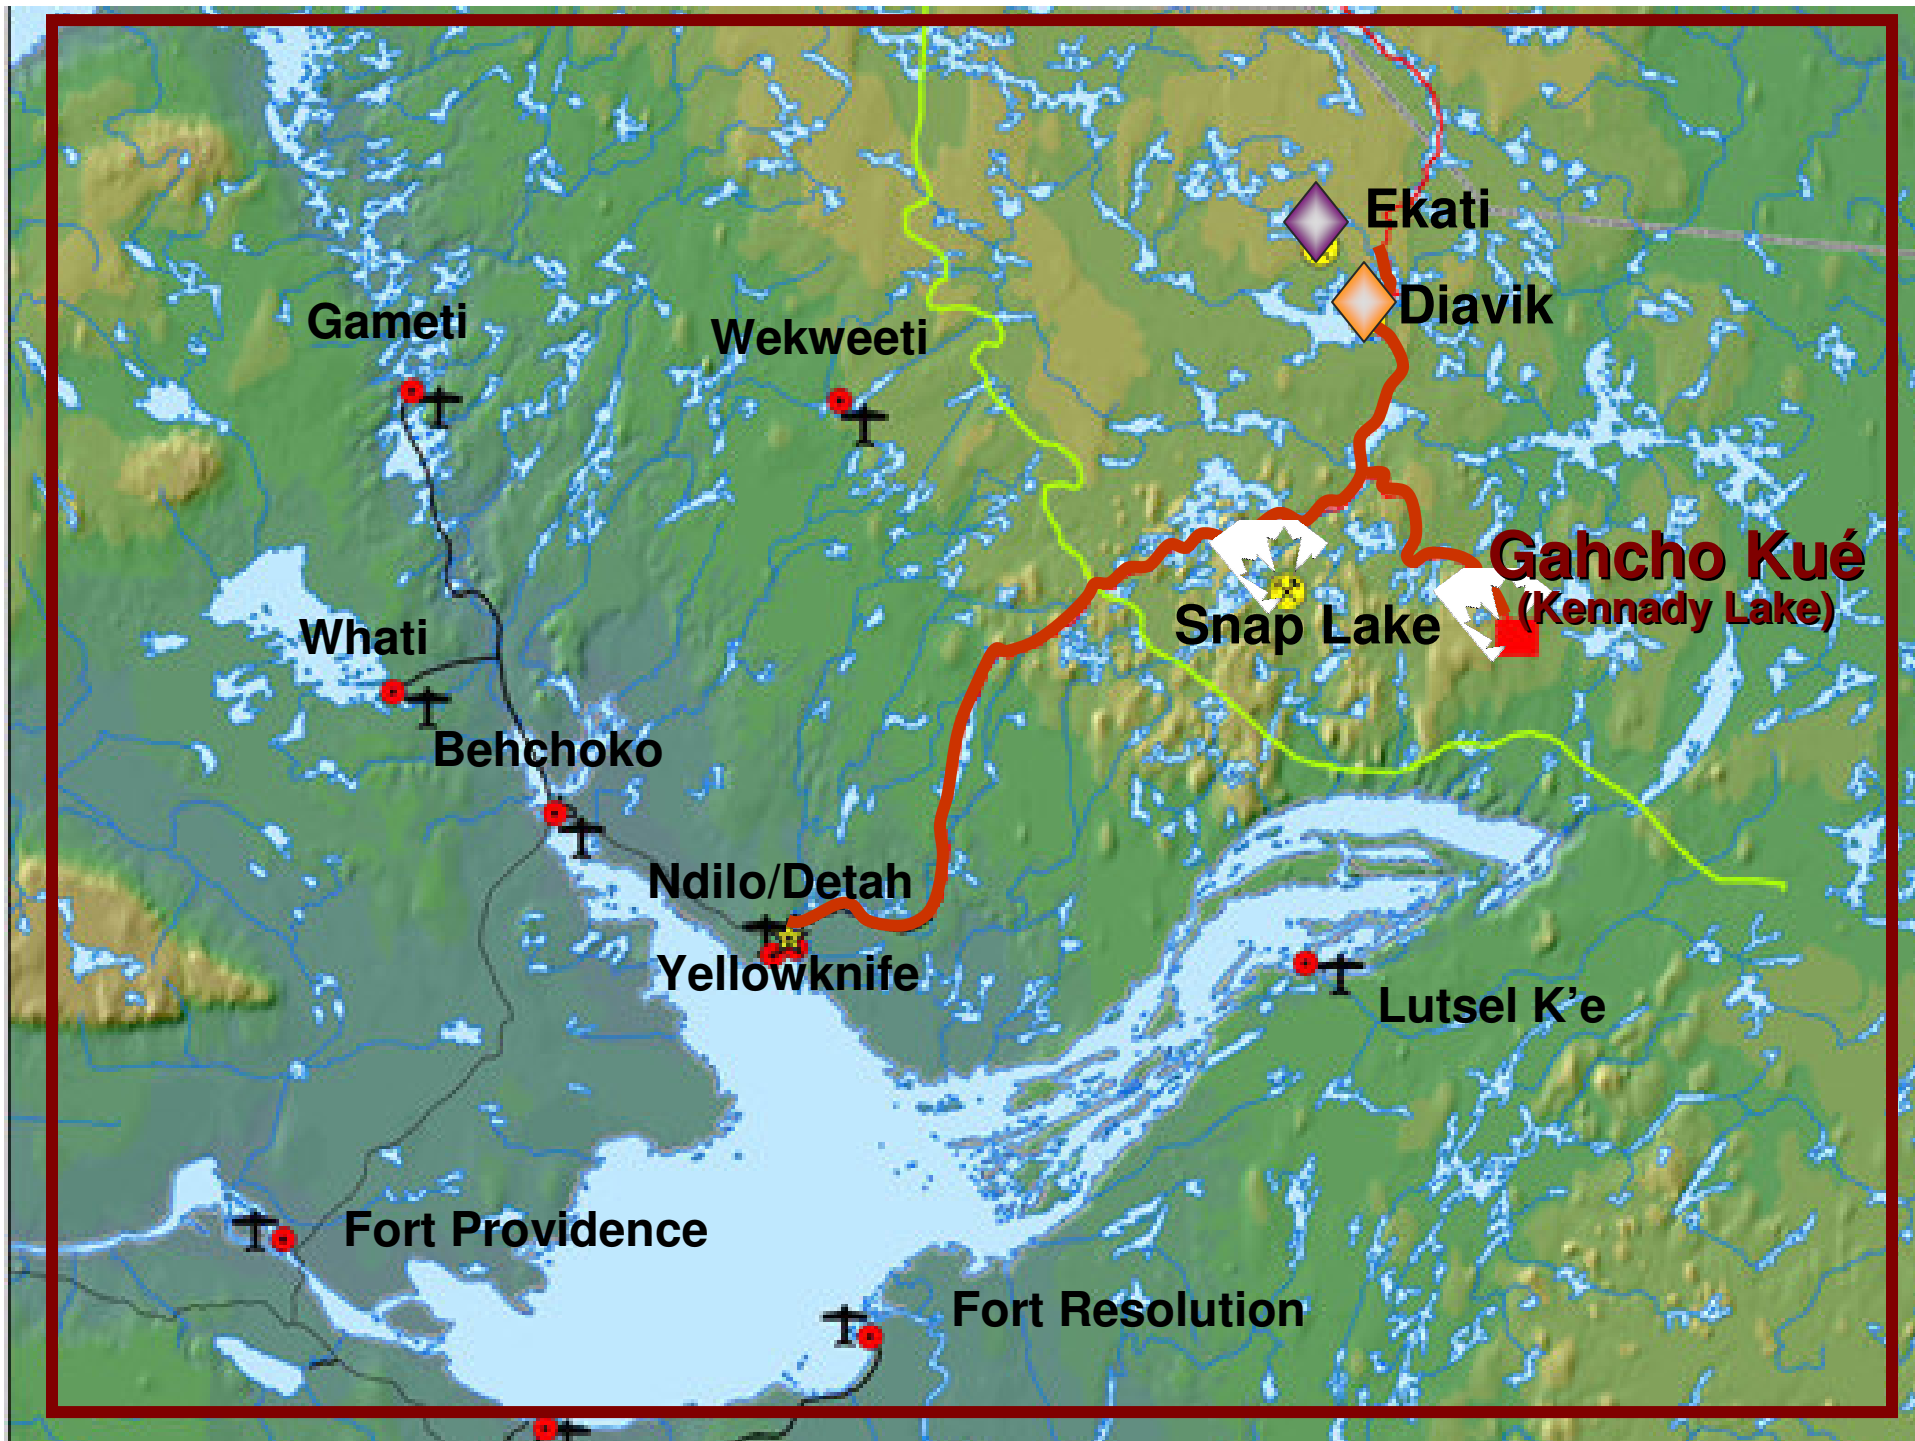 Ekati
Diavik
Gameti
Wekweeti
Gahcho Kué
(Kennady Lake)
Snap Lake
Whati
Behchoko
Ndilo/Detah
Yellowknife
Lutsel K’e
Fort Providence
Fort Resolution